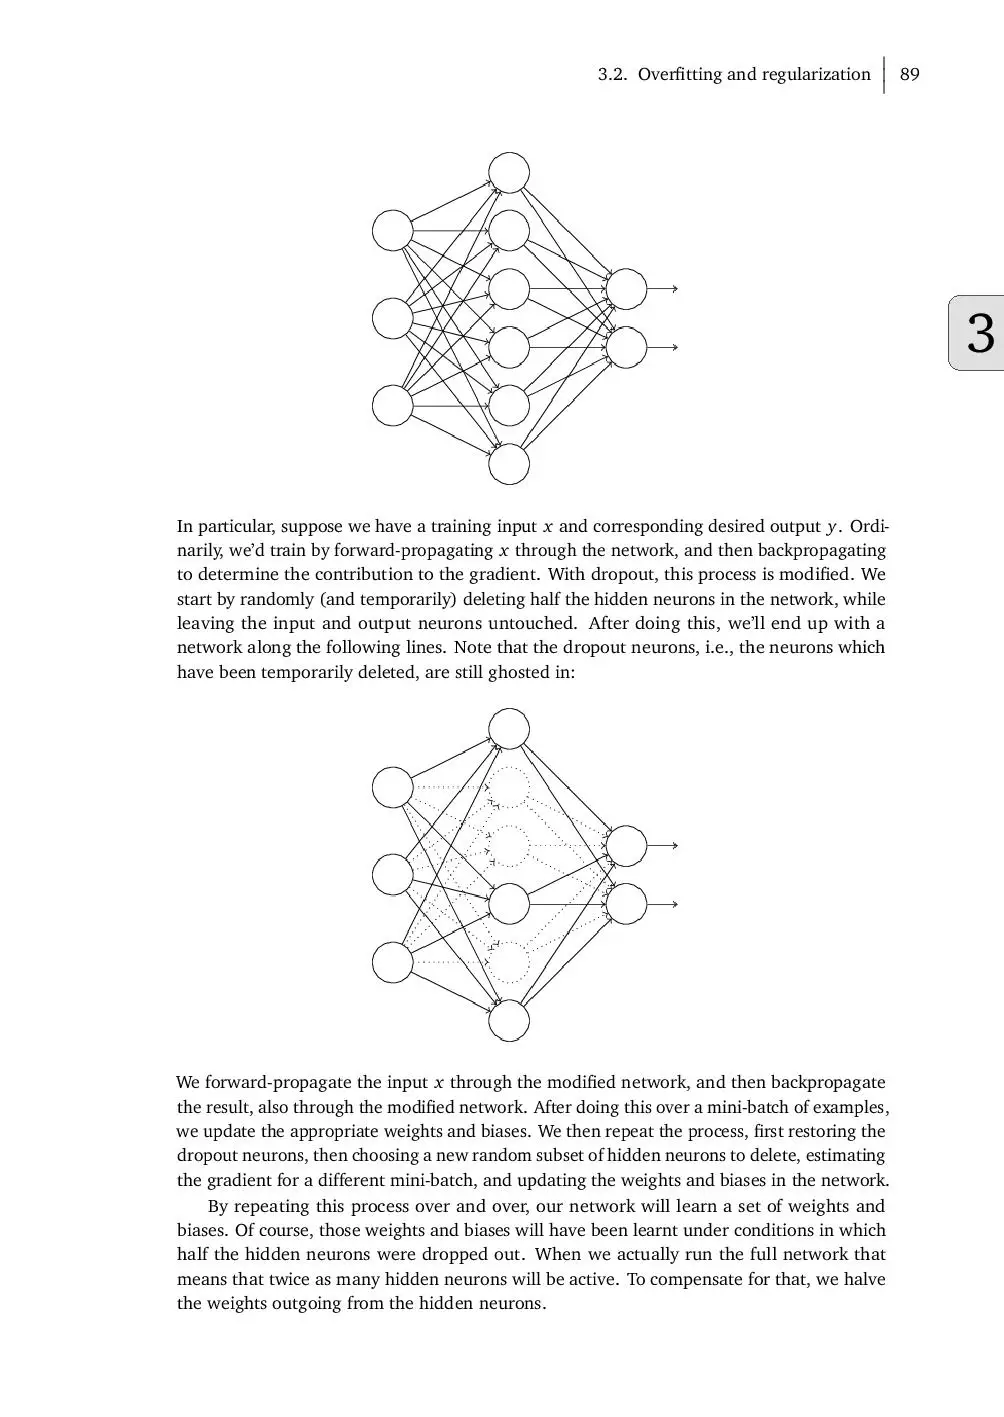 3.2. Overfitting and regularization 89
3
In particular, suppose we have a training input x and corresponding desired output y. Ordi-
narily, we’d train by forward-propagating x through the network, and then backpropagating
to determine the contribution to the gradient. With dropout, this process is modified. We
start by randomly (and temporarily) deleting half the hidden neurons in the network, while
leaving the input and output neurons untouched. After doing this, we’ll end up with a
network along the following lines. Note that the dropout neurons, i.e., the neurons which
have been temporarily deleted, are still ghosted in:
We forward-propagate the input x through the modified network, and then backpropagate
the result, also through the modified network. After doing this over a mini-batch of examples,
we update the appropriate weights and biases. We then repeat the process, first restoring the
dropout neurons, then choosing a new random subset of hidden neurons to delete, estimating
the gradient for a different mini-batch, and updating the weights and biases in the network.
By repeating this process over and over, our network will learn a set of weights and
biases. Of course, those weights and biases will have been learnt under conditions in which
half the hidden neurons were dropped out. When we actually run the full network that
means that twice as many hidden neurons will be active. To compensate for that, we halve
the weights outgoing from the hidden neurons.